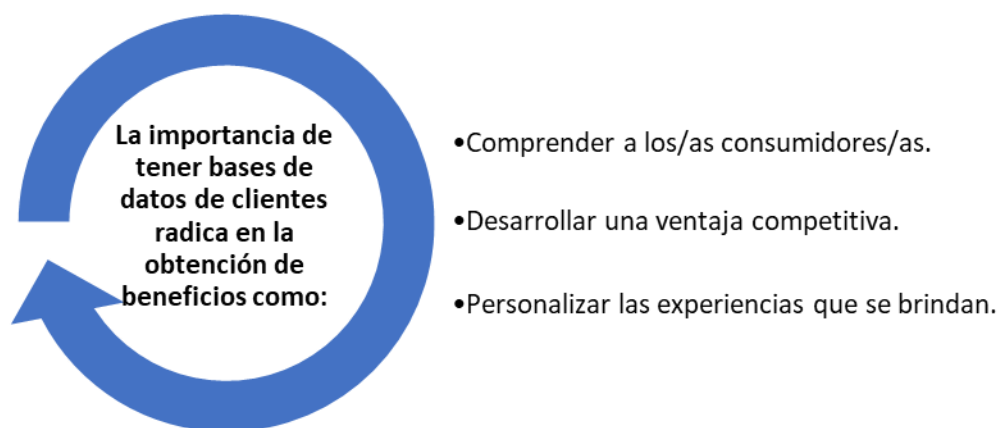 La importancia de
tener bases de
datos de clientes
radica en la
obtención de
beneficios como:
•Comprender a los/as consumidores/as.
•Desarrollar una ventaja competitiva.
•Personalizar las experiencias que se brindan.